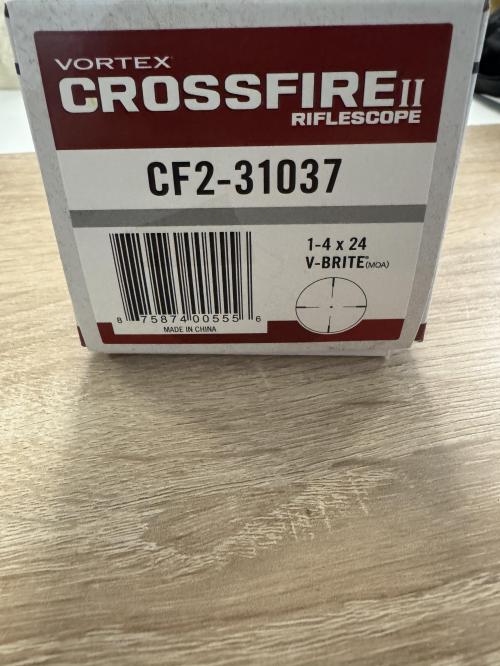 VORTEX
CROSSFIRE II
RIFLESCOPE
CF2-31037
1-4 x 24
V-BRITE® (MOA)
8 75874 00555 6
MADE IN CHINA